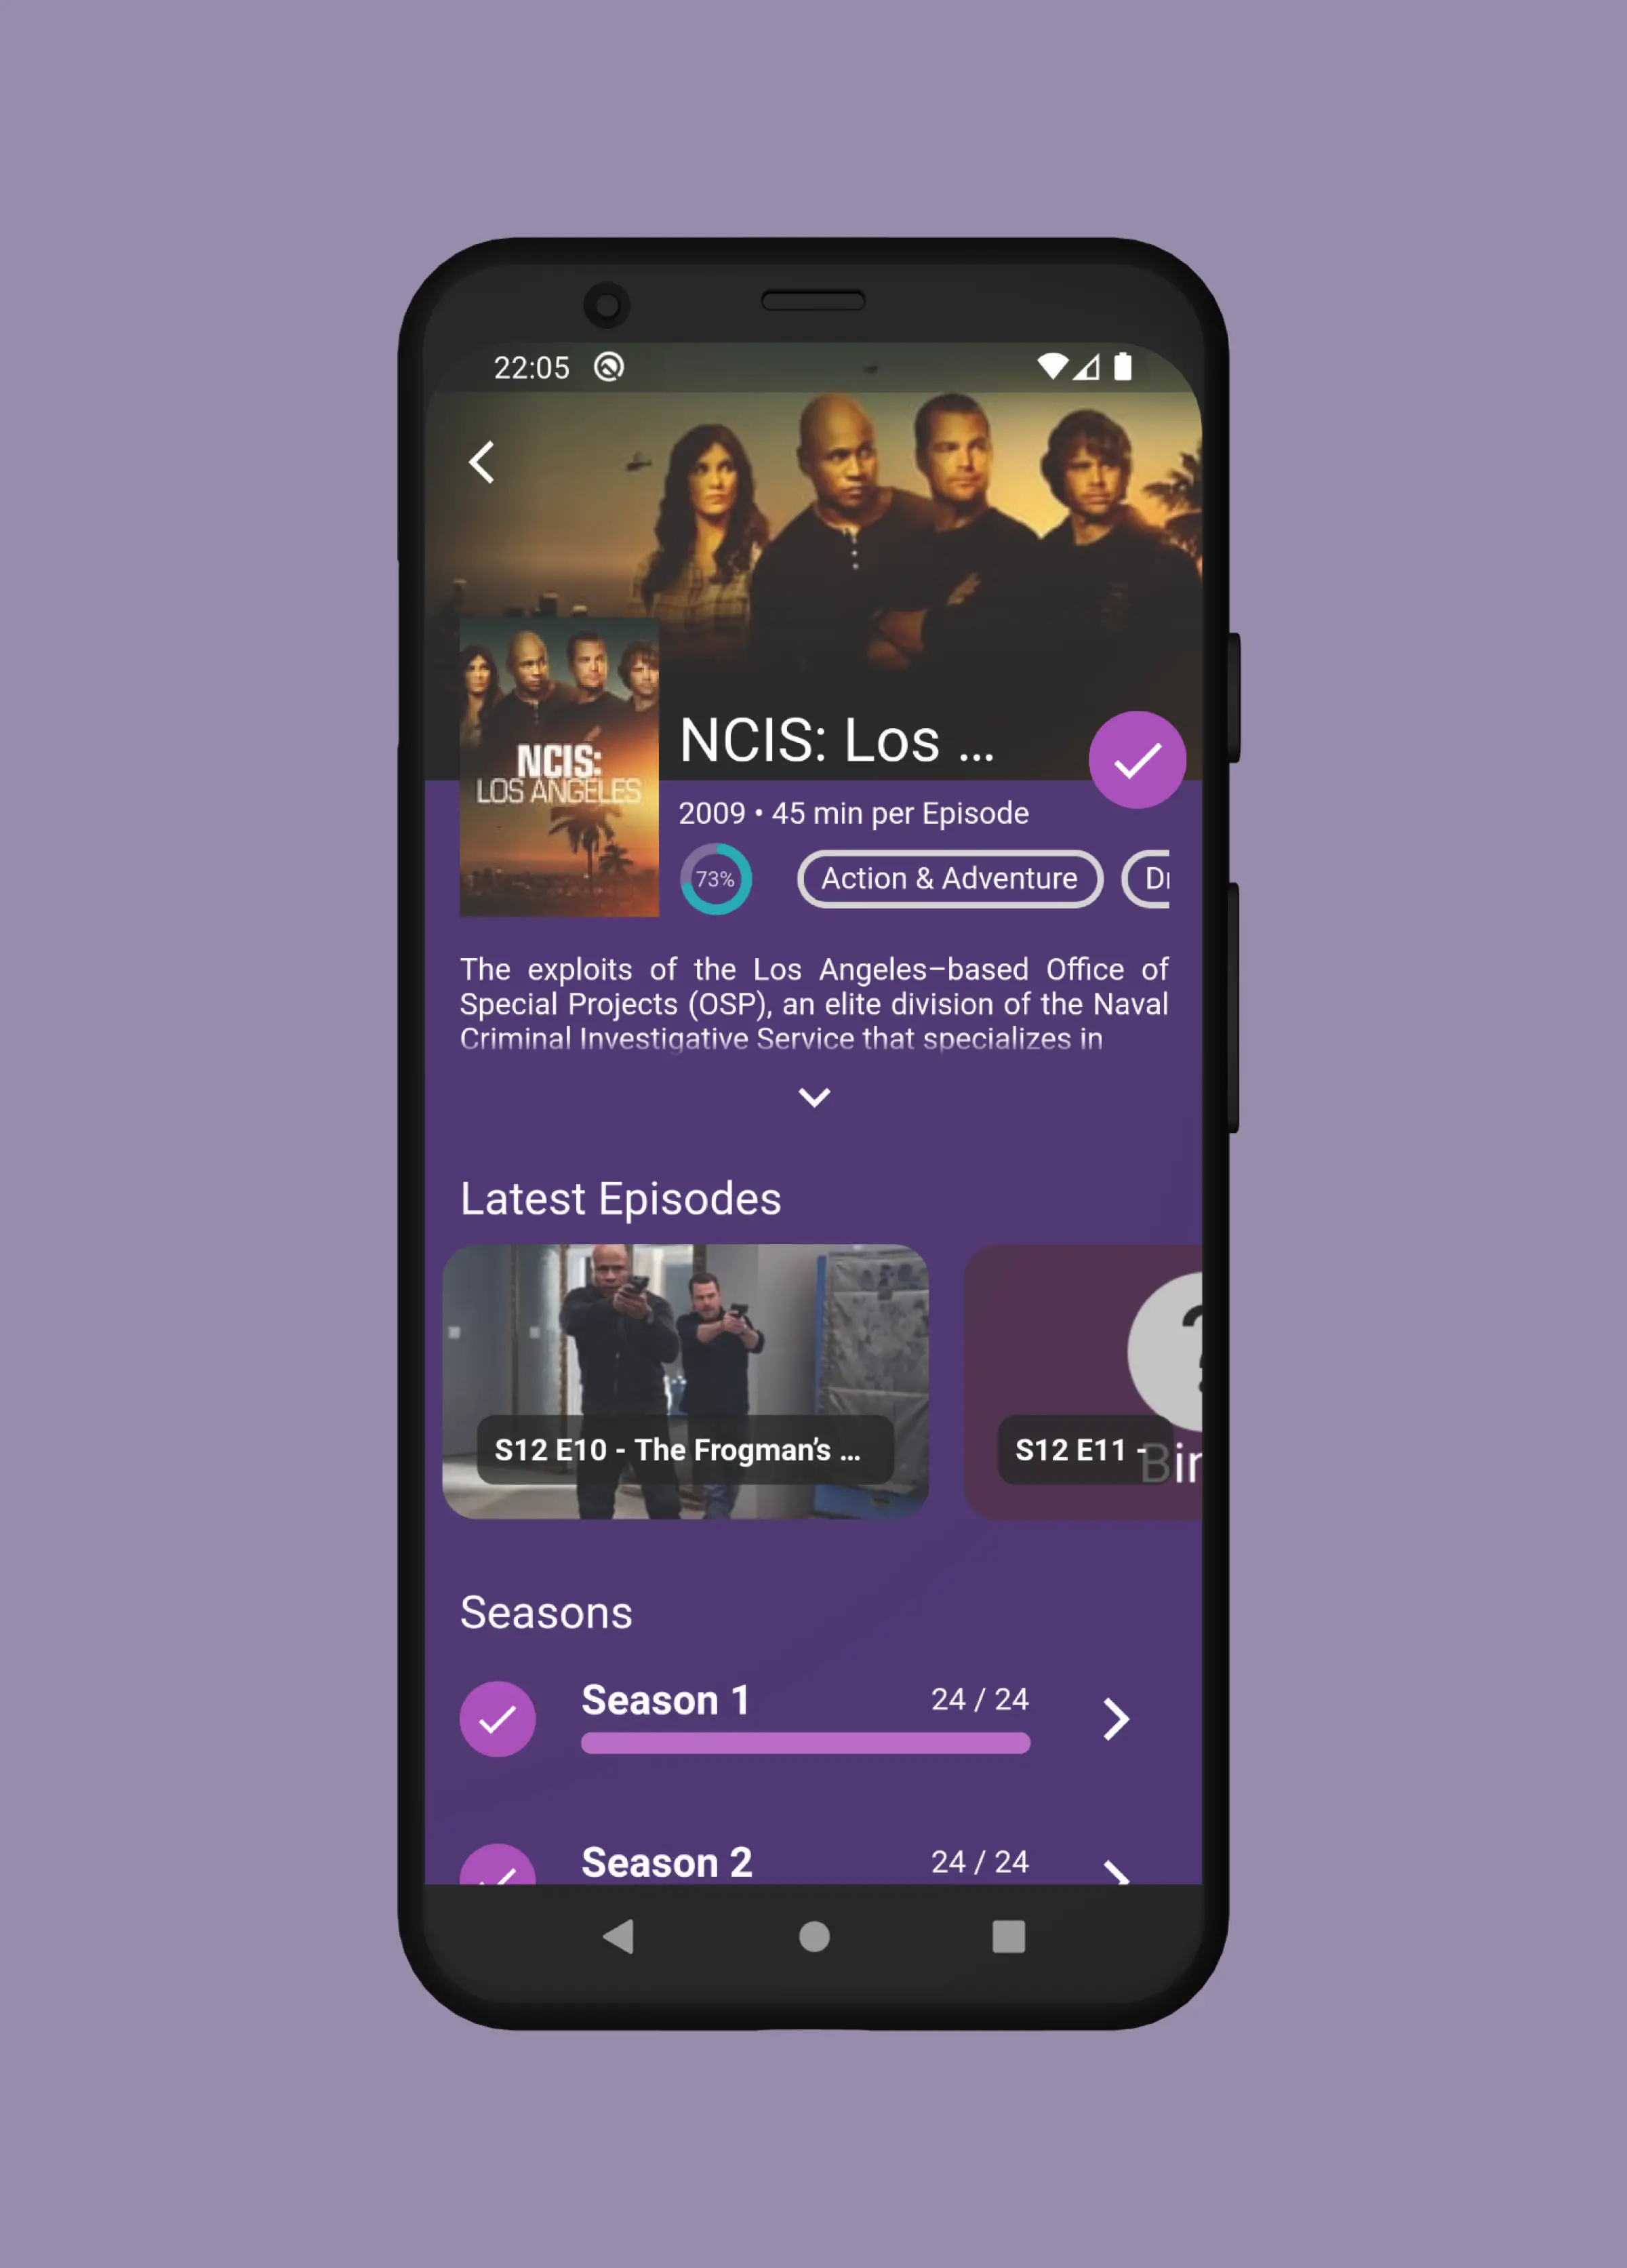 22:05
NCIS:
LOS ANGELES
NCIS: Los ...
2009 • 45 min per Episode
73%
Action & Adventure
The exploits of the Los Angeles–based Office of
Special Projects (OSP), an elite division of the Naval
Criminal Investigative Service that specializes in
Latest Episodes
S12 E10 - The Frogman’s ...
S12 E11 -
Seasons
Season 1
24 / 24
Season 2
24 / 24